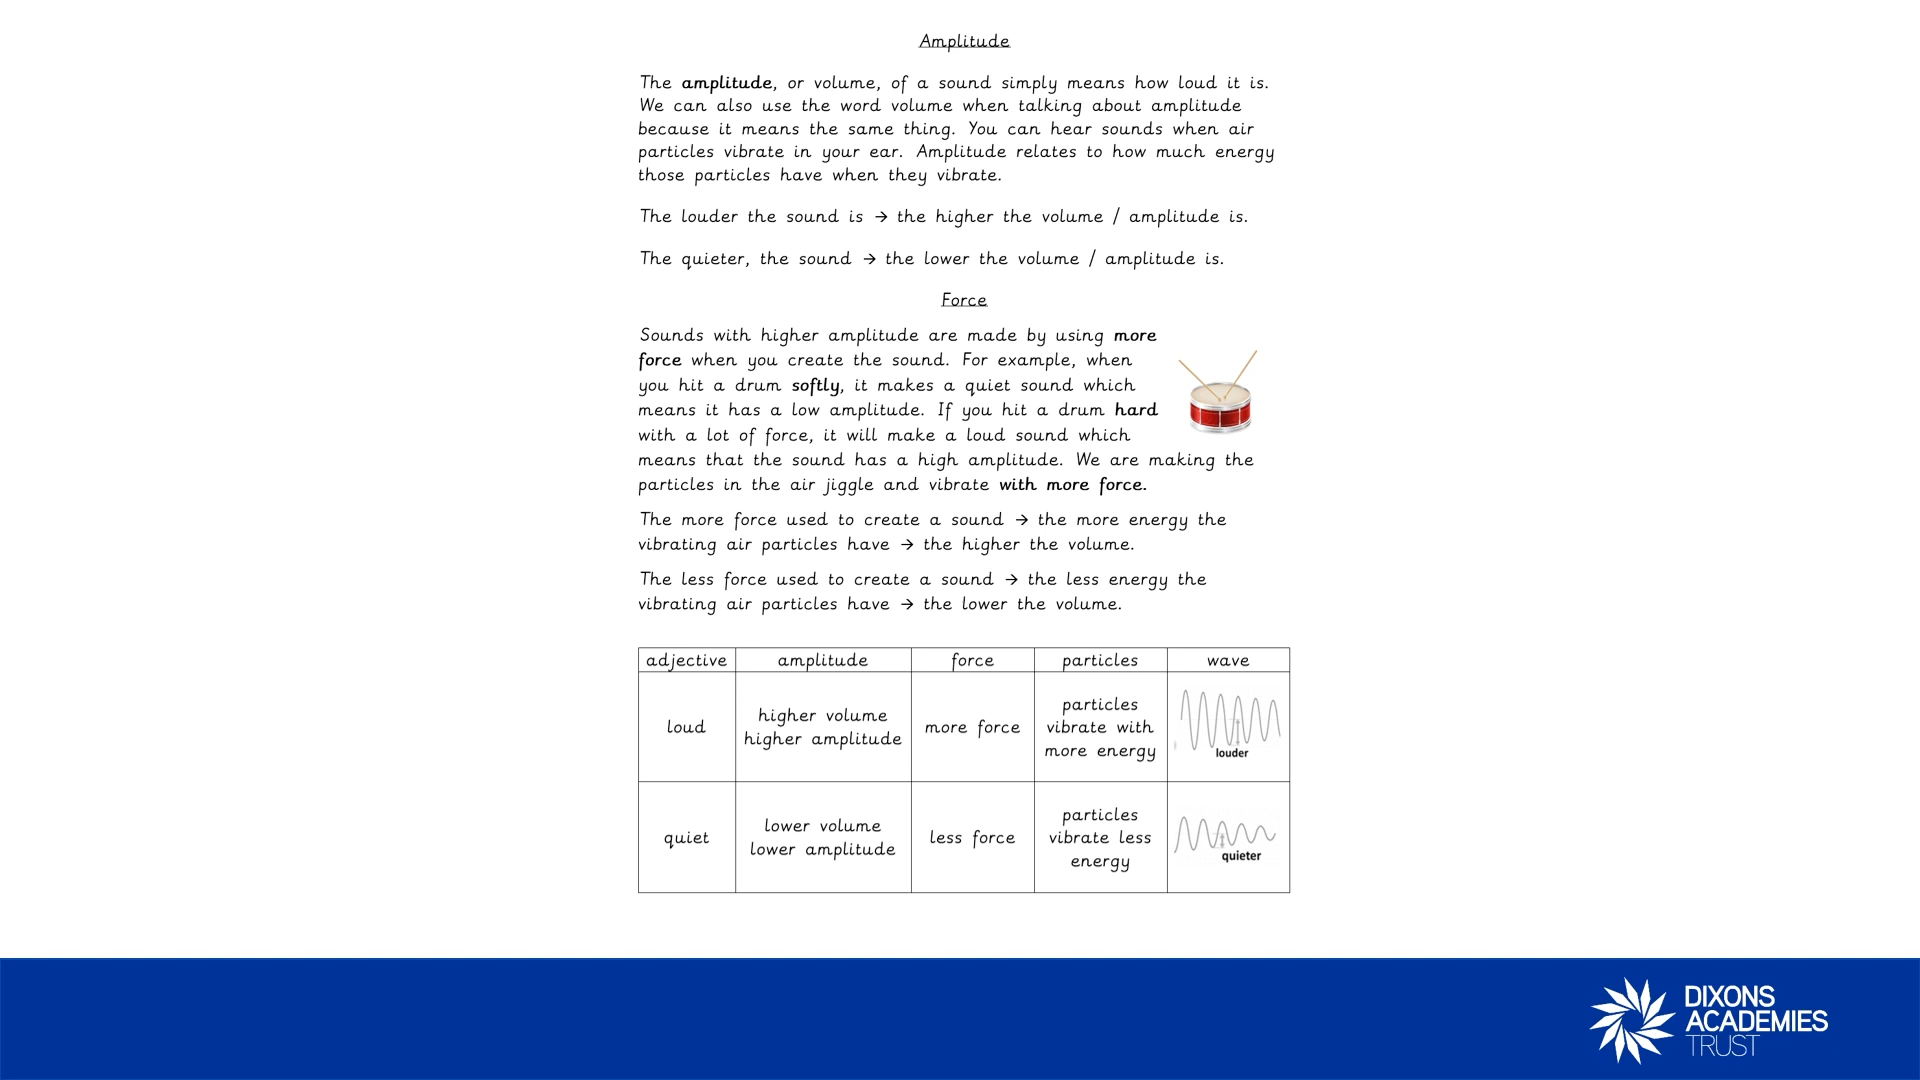 Amplitude
The amplitude, or volume, of a sound simply means how loud it is.
We can also use the word volume when talking about amplitude
because it means the same thing. You can hear sounds when air
particles vibrate in your ear. Amplitude relates to how much energy
those particles have when they vibrate.
The louder the sound is → the higher the volume / amplitude is.
The quieter, the sound → the lower the volume / amplitude is.
Force
Sounds with higher amplitude are made by using more
force when you create the sound. For example, when
you hit a drum softly, it makes a quiet sound which
means it has a low amplitude. If you hit a drum hard
with a lot of force, it will make a loud sound which
means that the sound has a high amplitude. We are making the
particles in the air jiggle and vibrate with more force.
The more force used to create a sound → the more energy the
vibrating air particles have → the higher the volume.
The less force used to create a sound → the less energy the
vibrating air particles have → the lower the volume.
adjective amplitude force particles wave
loud
higher volume
higher amplitude
more force
particles
vibrate with
more energy
louder
quiet
lower volume
lower amplitude
less force
particles
vibrate less
energy
quieter
DIXONS
ACADEMIES
TRUST